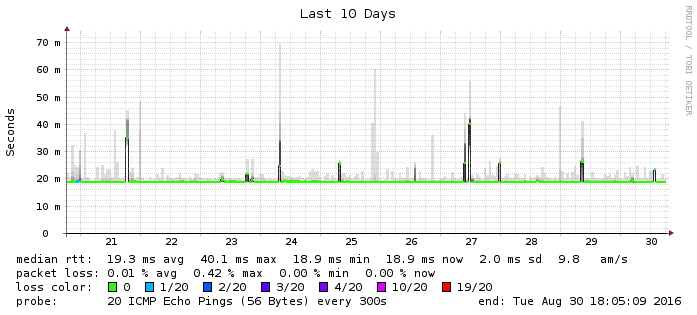 Last 10 Days
RRDTOOL / TOBI OETIKER
Seconds
70 m
60 m
50 m
40 m
30 m
20 m
10 m
0
21 22 23 24 25 26 27 28 29 30
median rtt: 19.3 ms avg 40.1 ms max 18.9 ms min 18.9 ms now 2.0 ms sd 9.8 am/s
packet loss: 0.01 % avg 0.42 % max 0.00 % min 0.00 % now
loss color: 0 1/20 2/20 3/20 4/20 10/20 19/20
probe: 20 ICMP Echo Pings (56 Bytes) every 300s end: Tue Aug 30 18:05:09 2016